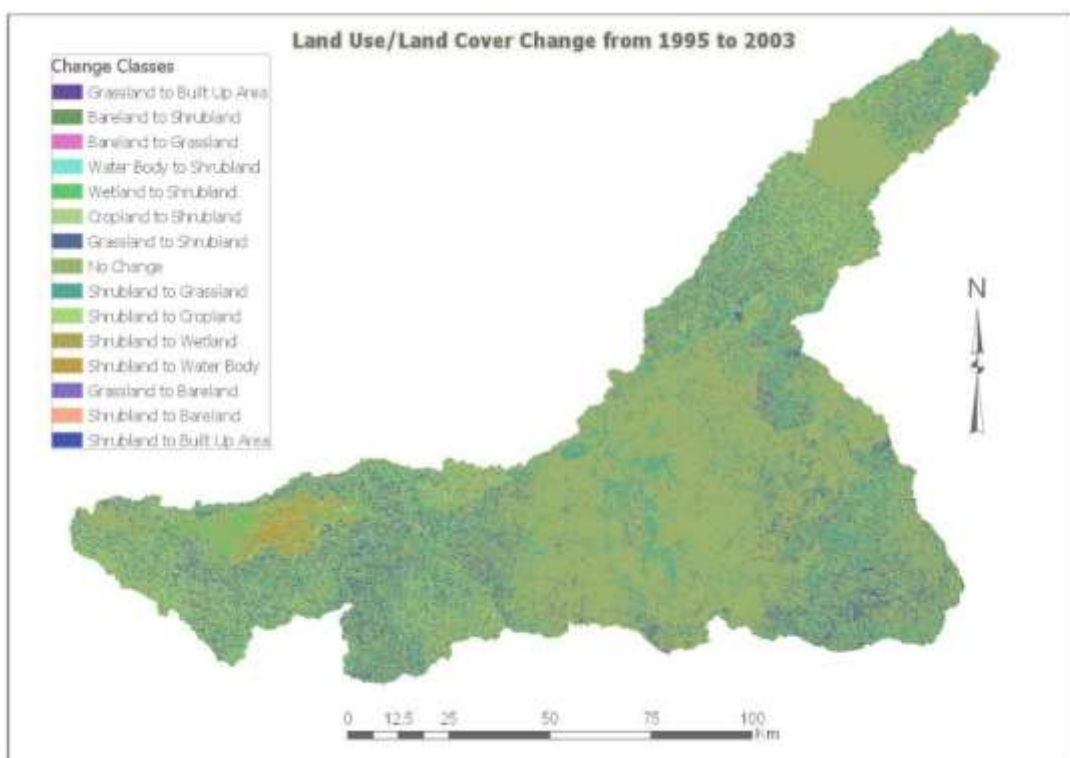 Land Use/Land Cover Change from 1995 to 2003
Change Classes
Grassland to Built Up Area
Bareland to Shrubland
Bareland to Grassland
Water Body to Shrubland
Wetland to Shrubland
Cropland to Shrubland
Grassland to Shrubland
No Change
Shrubland to Grassland
Shrubland to Cropland
Shrubland to Wetland
Shrubland to Water Body
Grassland to Bareland
Shrubland to Bareland
Shrubland to Built Up Area
N
0 12.5 25 50 75 100
Km